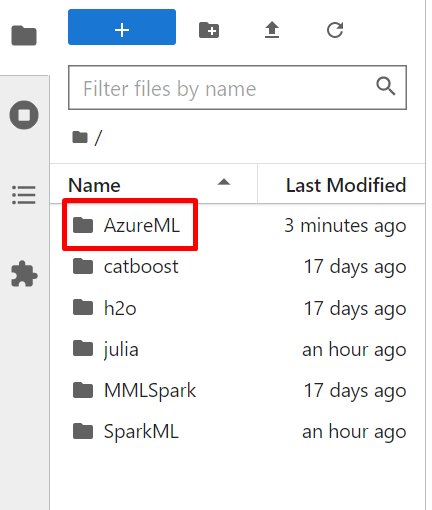 +
Filter files by name
/
Name Last Modified
AzureML 3 minutes ago
catboost 17 days ago
h2o 17 days ago
julia an hour ago
MMLSpark 17 days ago
SparkML an hour ago